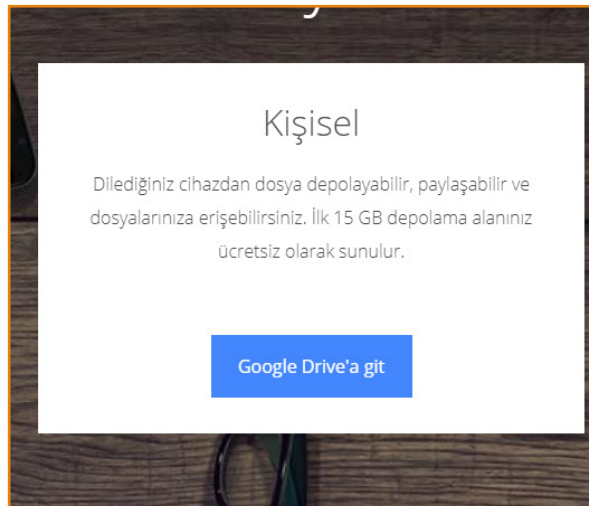 Kişisel
Dilediğiniz cihazdan dosya depolayabilir, paylaşabilir ve
dosyalarınıza erişebilirsiniz. İlk 15 GB depolama alanınız
ücretsiz olarak sunulur.
Google Drive'a git